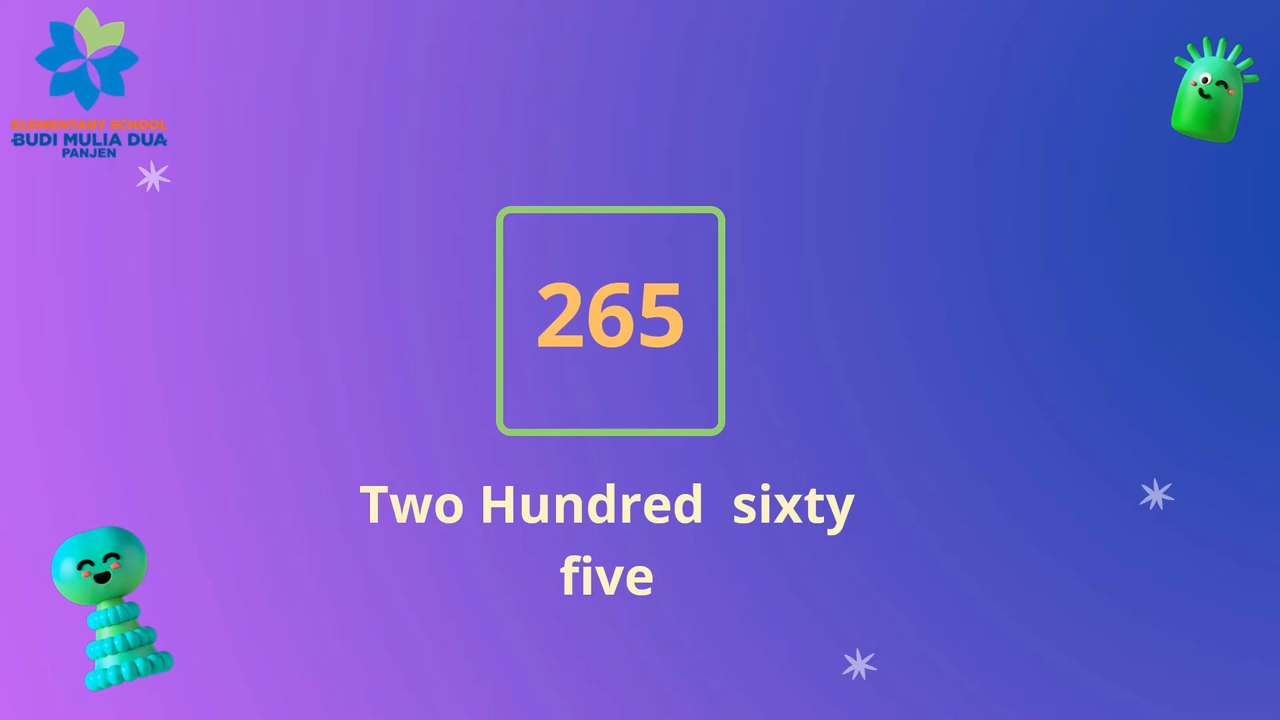 ELEMENTARY SCHOOL
BUDI MULIA DUA
PANJEN
265
Two Hundred  sixty
five